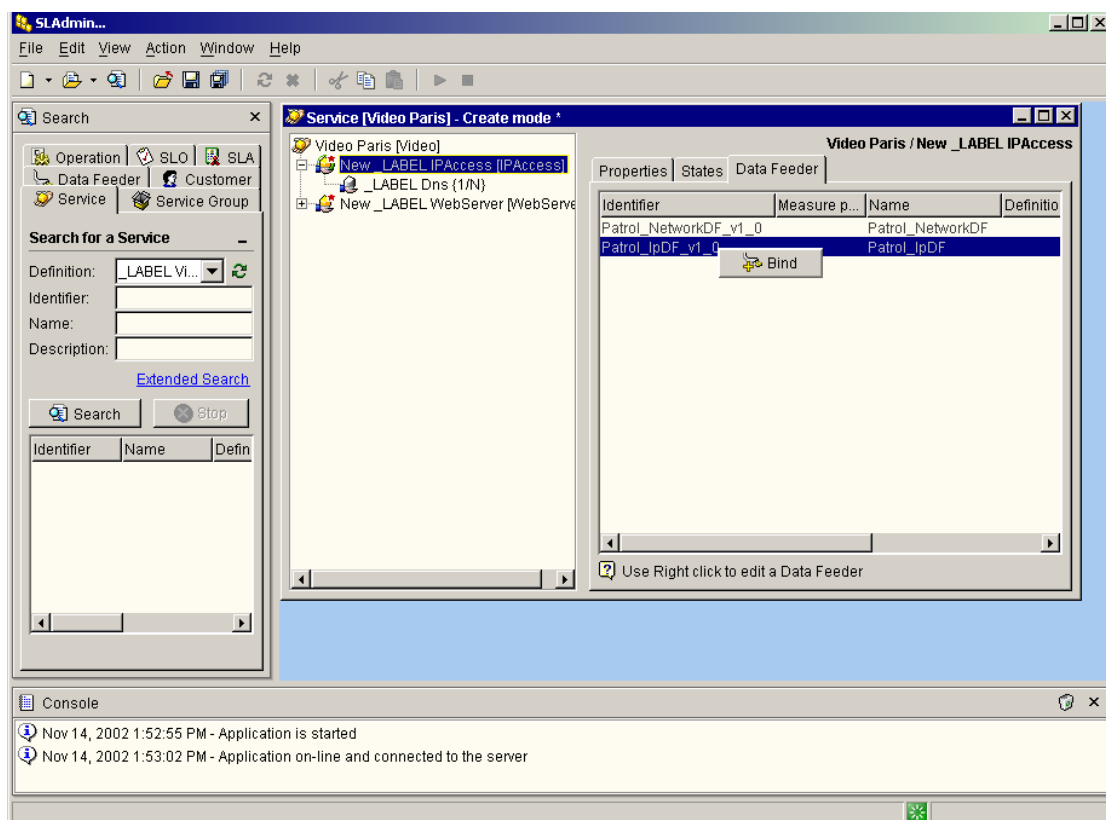 SLAdmin...
File Edit View Action Window Help
Search
Operation SLO SLA
Data Feeder Customer
Service Service Group
Search for a Service
Definition: _LABEL Vi...
Identifier:
Name:
Description:
Extended Search
Search Stop
Identifier Name Defin
Service [Video Paris] - Create mode *
Video Paris [Video]
New _LABEL IPAccess [IPAccess]
_LABEL Dns {1/N}
New _LABEL WebServer [WebServe
Video Paris / New _LABEL IPAccess
Properties States Data Feeder
Identifier Measure p... Name Definitio
Patrol_NetworkDF_v1_0 Patrol_NetworkDF
Patrol_IpDF_v1_0 Patrol_IpDF
Bind
Use Right click to edit a Data Feeder
Console
Nov 14, 2002 1:52:55 PM - Application is started
Nov 14, 2002 1:53:02 PM - Application on-line and connected to the server